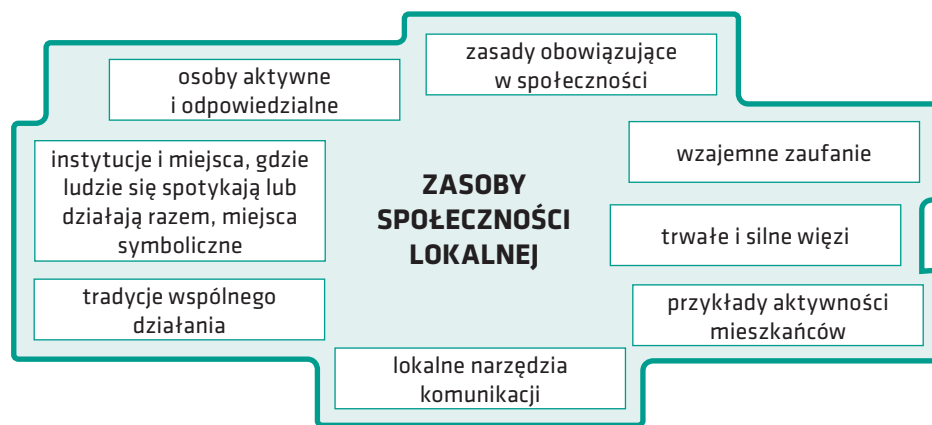 zasady obowiązujące
w społeczności
osoby aktywne
i odpowiedzialne
wzajemne zaufanie
instytucje i miejsca, gdzie
ludzie się spotykają lub
działają razem, miejsca
symboliczne
ZASOBY
SPOŁECZNOŚCI
LOKALNEJ
trwałe i silne więzi
tradycje wspólnego
działania
przykłady aktywności
mieszkańców
lokalne narzędzia
komunikacji